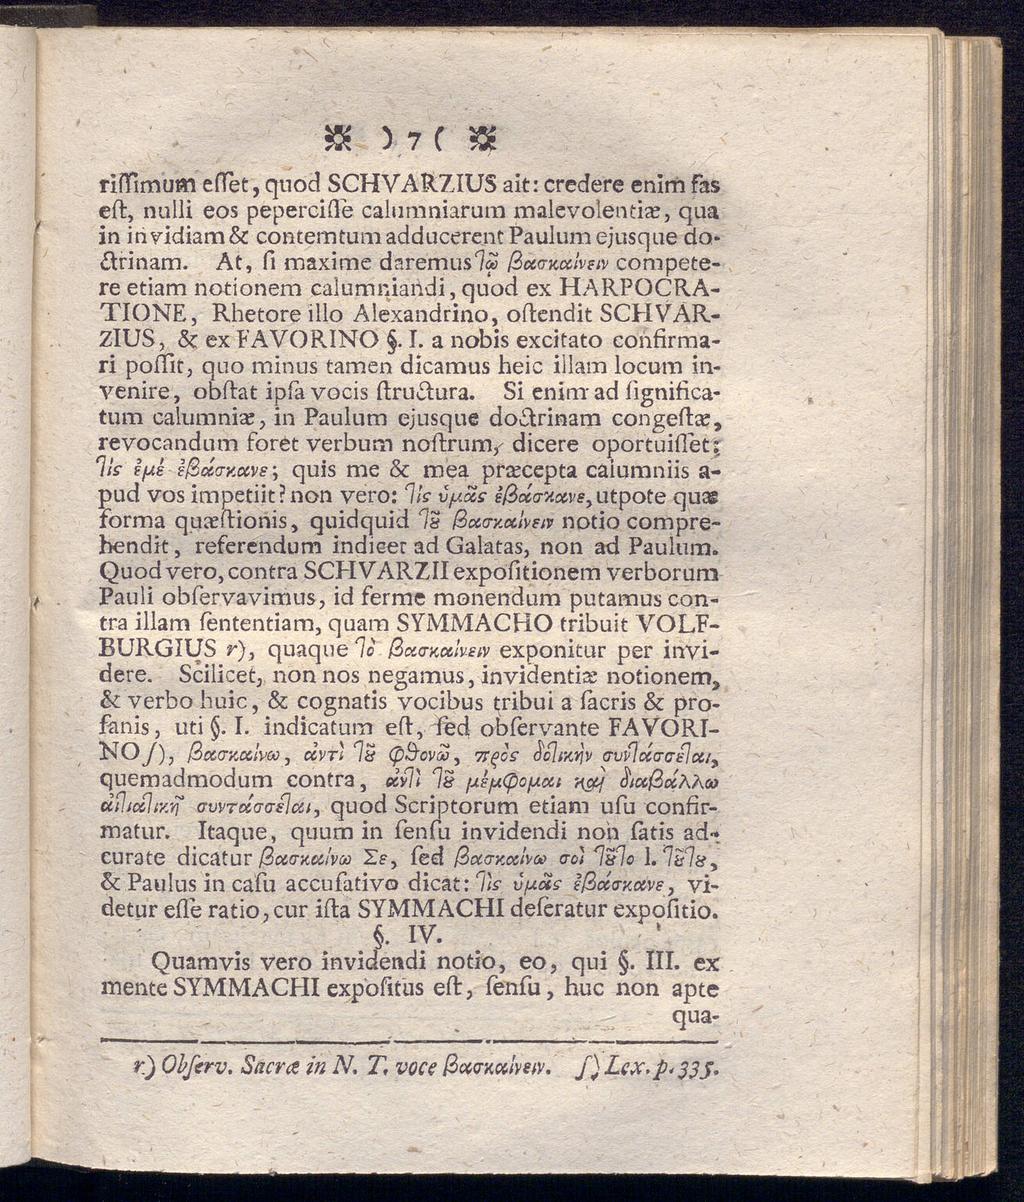 ) 7 (
riſſimum eſſet, quod SCHVARZIUS ait: credere enim fas
eſt, nulli eos peperciſſe calumniarum malevolentiæ, qua
in invidiam & contemtum adducerent Paulum ejusque do-
ctrinam. At, ſi maxime daremus τῷ βασκαίνειν compete-
re etiam notionem calumniandi, quod ex HARPOCRA-
TIONE, Rhetore illo Alexandrino, oſtendit SCHVAR-
ZIUS, & ex FAVORINO §. I. a nobis excitato confirma-
ri poſſit, quo minus tamen dicamus heic illam locum in-
venire, obſtat ipſa vocis ſtructura. Si enim ad ſignifica-
tum calumniæ, in Paulum ejusque doctrinam congeſtæ,
revocandum foret verbum noſtrum, dicere oportuiſſet:
τίς ἐμέ ἐβάσκανε; quis me & mea præcepta calumniis a-
pud vos impetiit? non vero: τίς ὑμᾶς ἐβάσκανε, utpote quæ
forma quæſtionis, quidquid τȣ͂ βασκαίνειν notio compre-
hendit, referendum indicet ad Galatas, non ad Paulum.
Quod vero, contra SCHVARZII expoſitionem verborum
Pauli obſervavimus, id ferme monendum putamus con-
tra illam ſententiam, quam SYMMACHO tribuit VOLF-
BURGIUS r), quaque τὸ βασκαίνειν exponitur per invi-
dere. Scilicet, non nos negamus, invidentiæ notionem,
& verbo huic, & cognatis vocibus tribui a ſacris & pro-
fanis, uti §. I. indicatum eſt, ſed obſervante FAVORI-
NO ſ), βασκαίνω, ἀντὶ τȣ͂ φθονῶ, πρὸς δοτικὴν συντάσσεται,
quemadmodum contra, ἀντὶ τȣ͂ μέμφομαι καὶ διαβάλλω
αἰτιατικῇ συντάσσεται, quod Scriptorum etiam uſu confir-
matur. Itaque, quum in ſenſu invidendi non ſatis ad-
curate dicatur βασκαίνω Σε, ſed βασκαίνω σοὶ τȣ͂το l. τȣ́τȣ,
& Paulus in caſu accuſativo dicat: τίς ὑμᾶς ἐβάσκανε, vi-
detur eſſe ratio, cur iſta SYMMACHI deſeratur expoſitio.
§. IV.
Quamvis vero invidendi notio, eo, qui §. III. ex
mente SYMMACHI expoſitus eſt, ſenſu, huc non apte
qua-
r.) Obſerv. Sacræ in N. T. voce βασκαίνειν. ſ) Lex. p. 335.